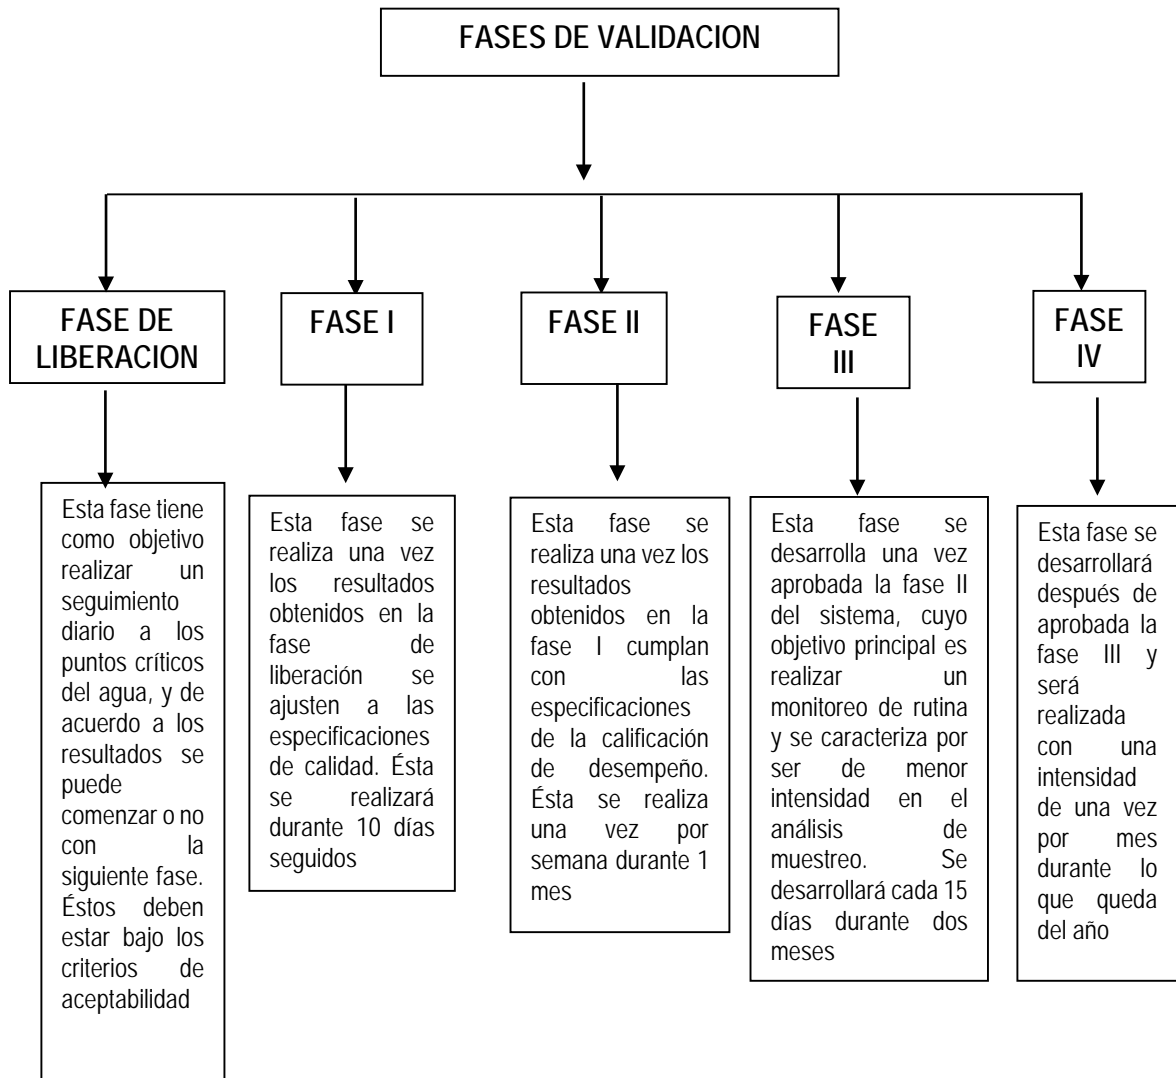 FASES DE VALIDACION
FASE DE
LIBERACION
FASE I
FASE II
FASE
III
FASE
IV
Esta fase tiene
como objetivo
realizar un
seguimiento
diario a los
puntos críticos
del agua, y de
acuerdo a los
resultados se
puede
comenzar o no
con la
siguiente fase.
Éstos deben
estar bajo los
criterios de
aceptabilidad
Esta fase se
realiza una vez
los resultados
obtenidos en la
fase de
liberación se
ajusten a las
especificaciones
de calidad. Ésta
se realizará
durante 10 días
seguidos
Esta fase se
realiza una vez los
resultados
obtenidos en la
fase I cumplan
con las
especificaciones
de la calificación
de desempeño.
Ésta se realiza
una vez por
semana durante 1
mes
Esta fase se
desarrolla una vez
aprobada la fase II
del sistema, cuyo
objetivo principal es
realizar un
monitoreo de rutina
y se caracteriza por
ser de menor
intensidad en el
análisis de
muestreo. Se
desarrollará cada 15
días durante dos
meses
Esta fase se
desarrollará
después de
aprobada la
fase III y
será
realizada
con una
intensidad
de una vez
por mes
durante lo
que queda
del año